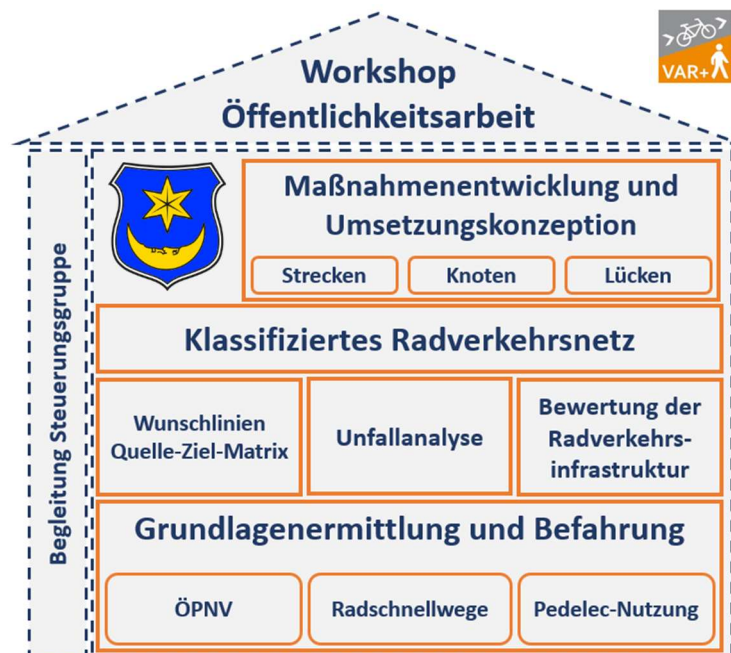 VAR+
Workshop
Öffentlichkeitsarbeit
Begleitung Steuerungsgruppe
Maßnahmenentwicklung und
Umsetzungskonzeption
Strecken
Knoten
Lücken
Klassifiziertes Radverkehrsnetz
Wunschlinien
Quelle-Ziel-Matrix
Unfallanalyse
Bewertung der
Radverkehrs-
infrastruktur
Grundlagenermittlung und Befahrung
ÖPNV
Radschnellwege
Pedelec-Nutzung